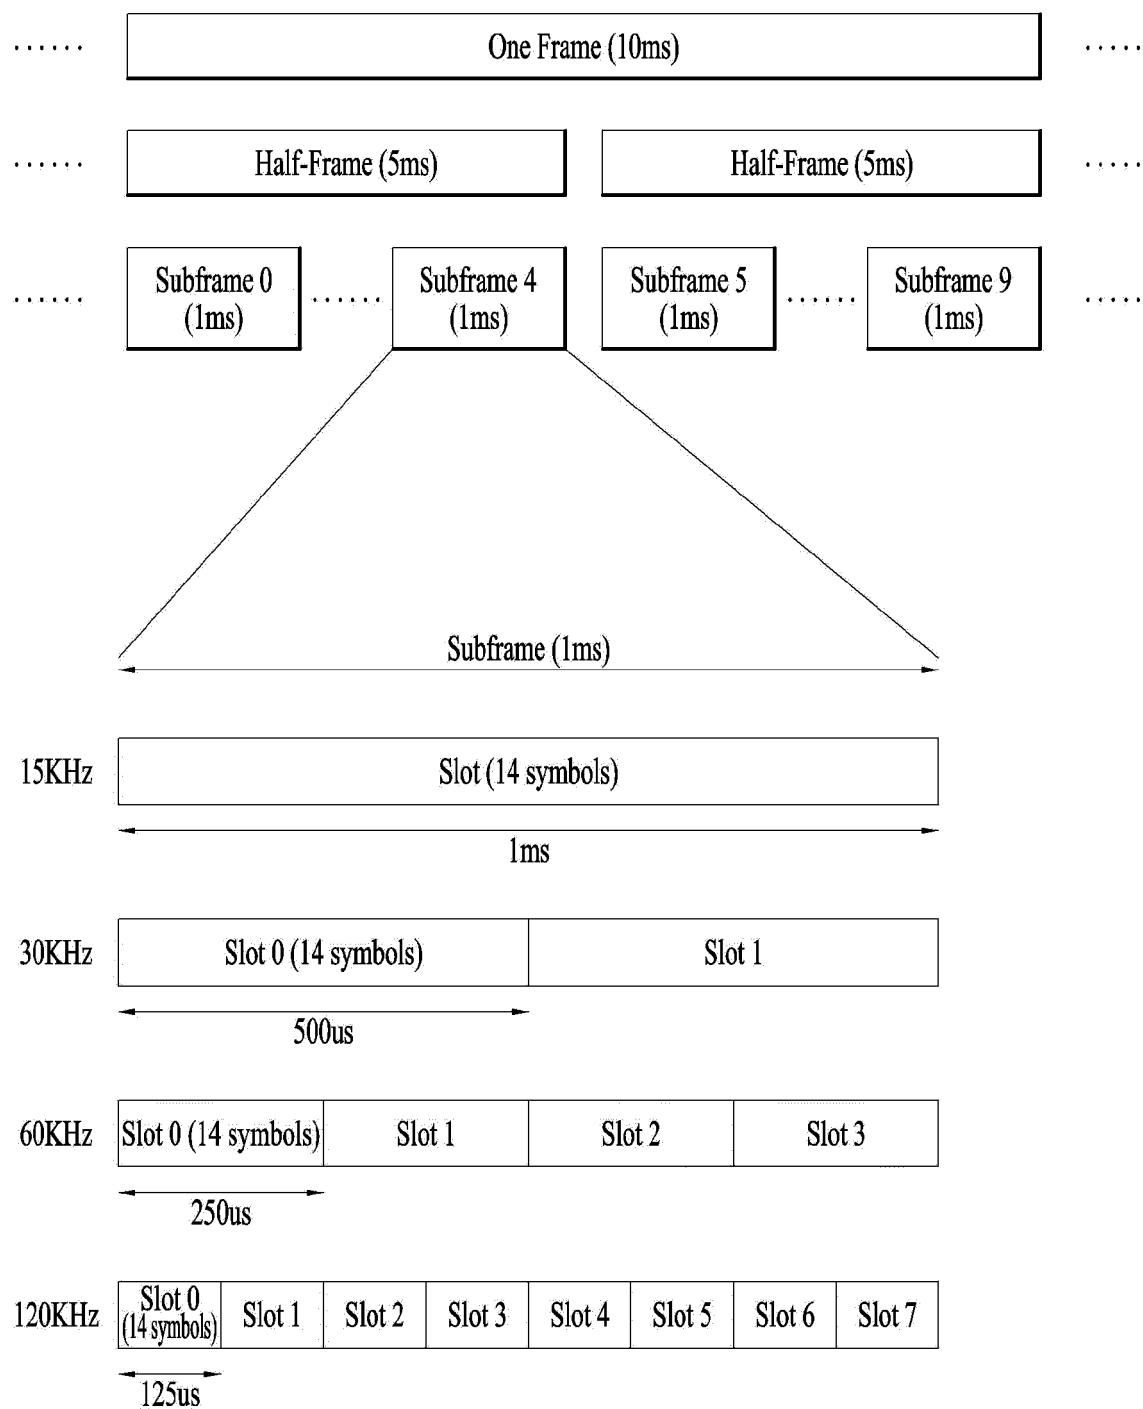 One Frame (10ms)
Half-Frame (5ms) Half-Frame (5ms)
Subframe 0 (1ms)
Subframe 4 (1ms)
Subframe 5 (1ms)
Subframe 9 (1ms)
Subframe (1ms)
15KHz Slot (14 symbols)
1ms
30KHz Slot 0 (14 symbols) Slot 1
500us
60KHz Slot 0 (14 symbols) Slot 1 Slot 2 Slot 3
250us
120KHz Slot 0 (14 symbols) Slot 1 Slot 2 Slot 3 Slot 4 Slot 5 Slot 6 Slot 7
125us